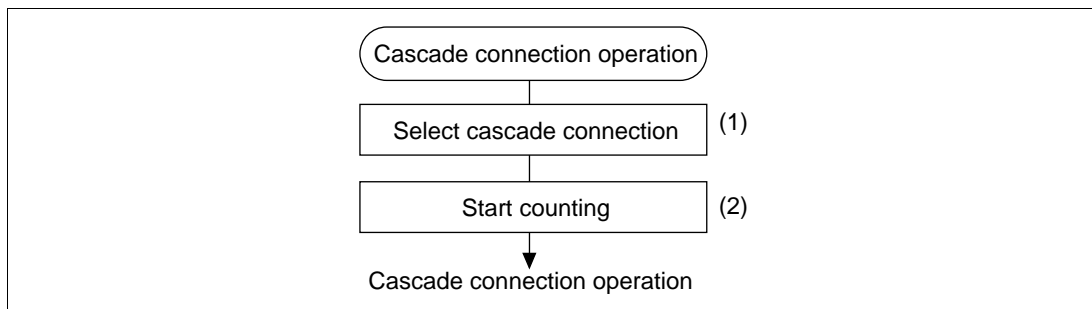 Cascade connection operation
Select cascade connection (1)
Start counting (2)
Cascade connection operation